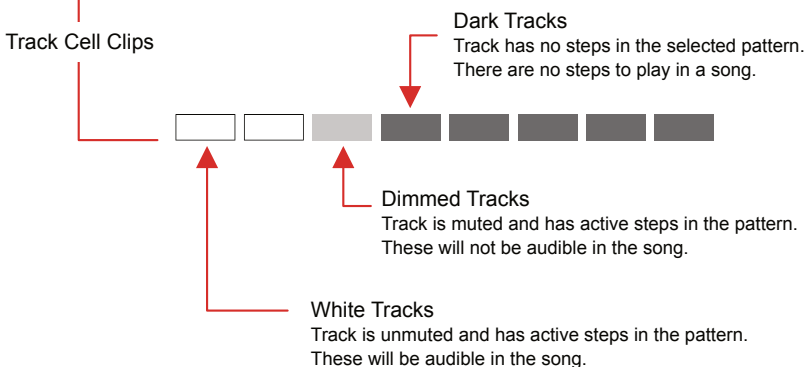 Dark Tracks
Track has no steps in the selected pattern.
There are no steps to play in a song.
Track Cell Clips
Dimmed Tracks
Track is muted and has active steps in the pattern.
These will not be audible in the song.
White Tracks
Track is unmuted and has active steps in the pattern.
These will be audible in the song.